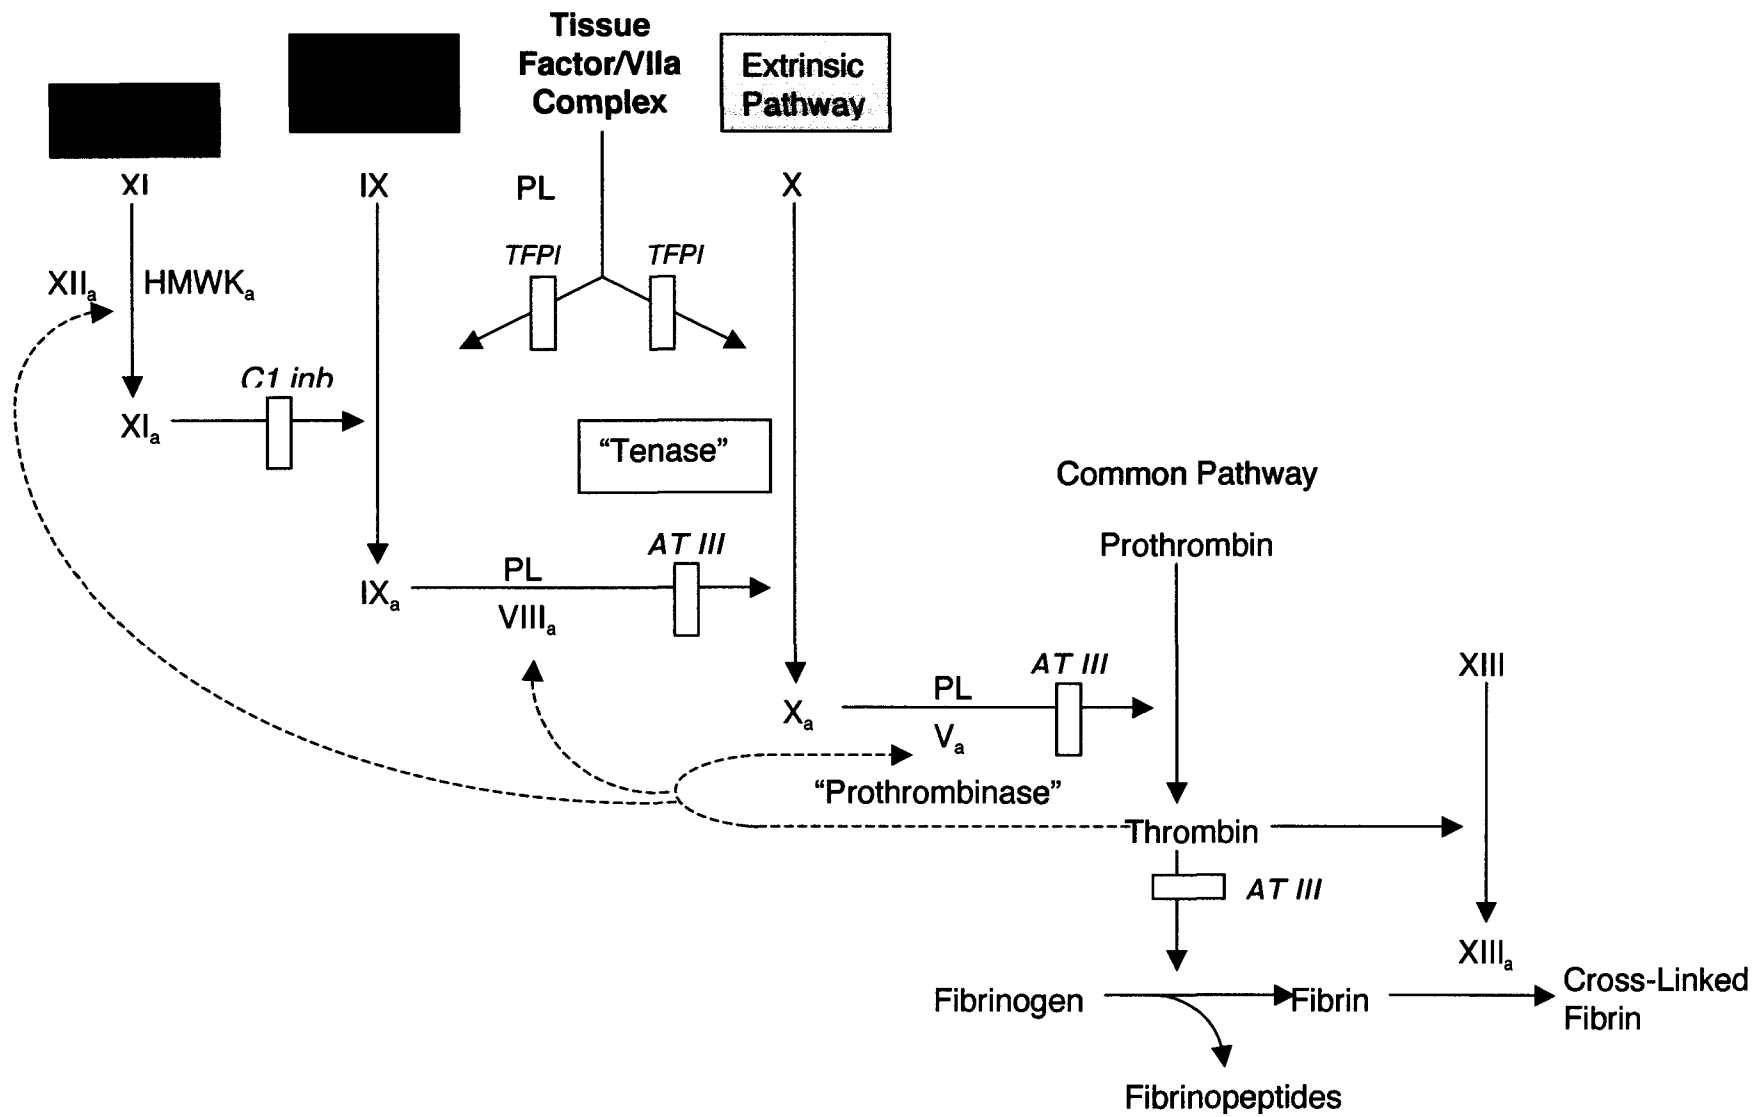 Tissue
Factor/VIIa
Complex
Extrinsic
Pathway
XI
IX
PL
X
TFPI
TFPI
XIIa
HMWKa
C1 inh
XIa
"Tenase"
Common Pathway
Prothrombin
AT III
PL
IXa
VIIIa
AT III
XIII
PL
Xa
Va
"Prothrombinase"
Thrombin
AT III
XIIIa
Fibrinogen
Fibrin
Cross-Linked
Fibrin
Fibrinopeptides